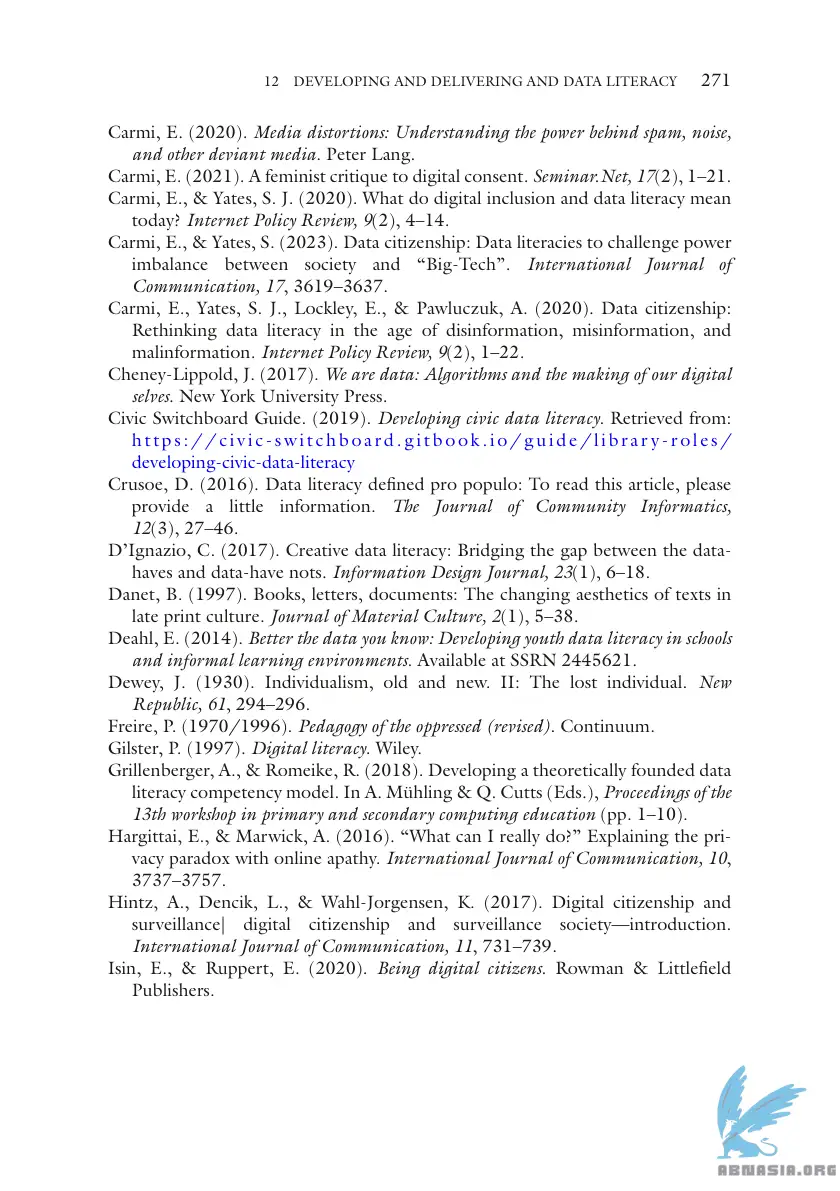 12 DEVELOPING AND DELIVERING AND DATA LITERACY 271
Carmi, E. (2020). Media distortions: Understanding the power behind spam, noise,
and other deviant media. Peter Lang.
Carmi, E. (2021). A feminist critique to digital consent. Seminar.Net, 17(2), 1–21.
Carmi, E., & Yates, S. J. (2020). What do digital inclusion and data literacy mean
today? Internet Policy Review, 9(2), 4–14.
Carmi, E., & Yates, S. (2023). Data citizenship: Data literacies to challenge power
imbalance between society and “Big-Tech”. International Journal of
Communication, 17, 3619–3637.
Carmi, E., Yates, S. J., Lockley, E., & Pawluczuk, A. (2020). Data citizenship:
Rethinking data literacy in the age of disinformation, misinformation, and
malinformation. Internet Policy Review, 9(2), 1–22.
Cheney-Lippold, J. (2017). We are data: Algorithms and the making of our digital
selves. New York University Press.
Civic Switchboard Guide. (2019). Developing civic data literacy. Retrieved from:
https://civic-switchboard.gitbook.io/guide/library-roles/
developing-civic-data-literacy
Crusoe, D. (2016). Data literacy defined pro populo: To read this article, please
provide a little information. The Journal of Community Informatics,
12(3), 27–46.
D’Ignazio, C. (2017). Creative data literacy: Bridging the gap between the data-
haves and data-have nots. Information Design Journal, 23(1), 6–18.
Danet, B. (1997). Books, letters, documents: The changing aesthetics of texts in
late print culture. Journal of Material Culture, 2(1), 5–38.
Deahl, E. (2014). Better the data you know: Developing youth data literacy in schools
and informal learning environments. Available at SSRN 2445621.
Dewey, J. (1930). Individualism, old and new. II: The lost individual. New
Republic, 61, 294–296.
Freire, P. (1970/1996). Pedagogy of the oppressed (revised). Continuum.
Gilster, P. (1997). Digital literacy. Wiley.
Grillenberger, A., & Romeike, R. (2018). Developing a theoretically founded data
literacy competency model. In A. Mühling & Q. Cutts (Eds.), Proceedings of the
13th workshop in primary and secondary computing education (pp. 1–10).
Hargittai, E., & Marwick, A. (2016). “What can I really do?” Explaining the pri-
vacy paradox with online apathy. International Journal of Communication, 10,
3737–3757.
Hintz, A., Dencik, L., & Wahl-Jorgensen, K. (2017). Digital citizenship and
surveillance| digital citizenship and surveillance society—introduction.
International Journal of Communication, 11, 731–739.
Isin, E., & Ruppert, E. (2020). Being digital citizens. Rowman & Littlefield
Publishers.
ABNASIA.ORG